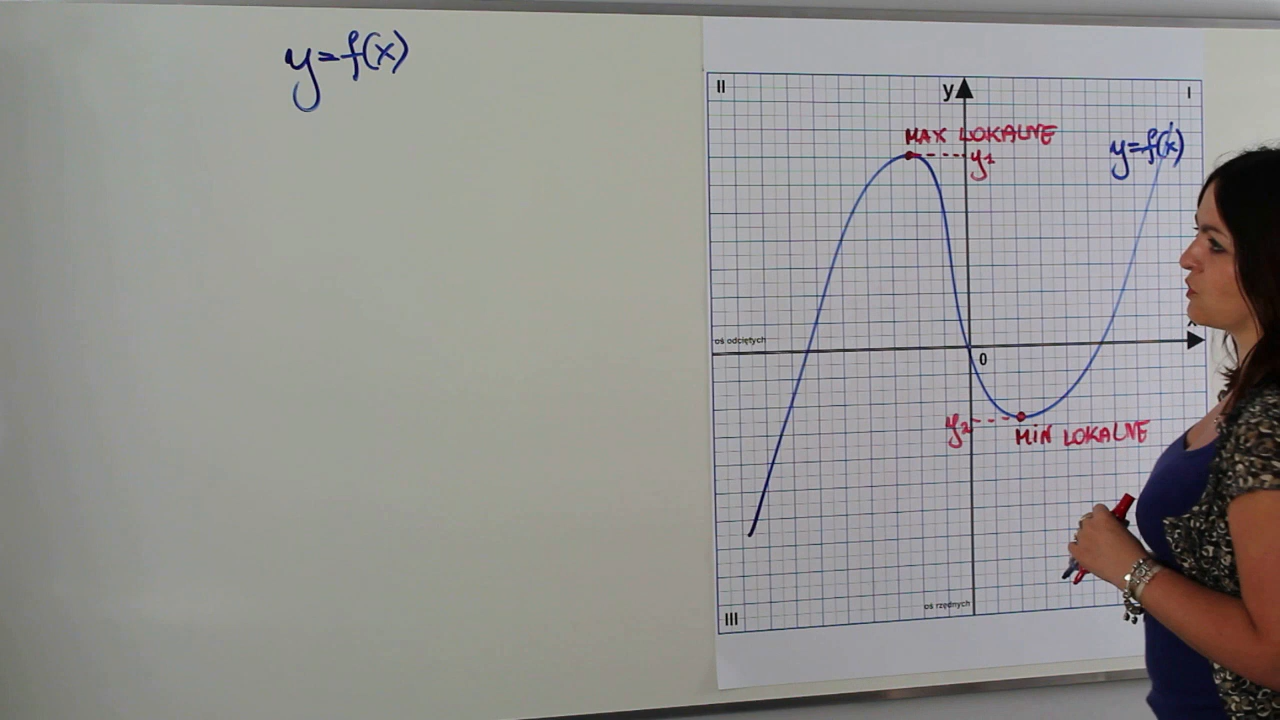 y=f(x)
II
y
I
MAX LOKALNE
y=f(x)
y1
oś odciętych
x
0
y2
MIN LOKALNE
oś rzędnych
III